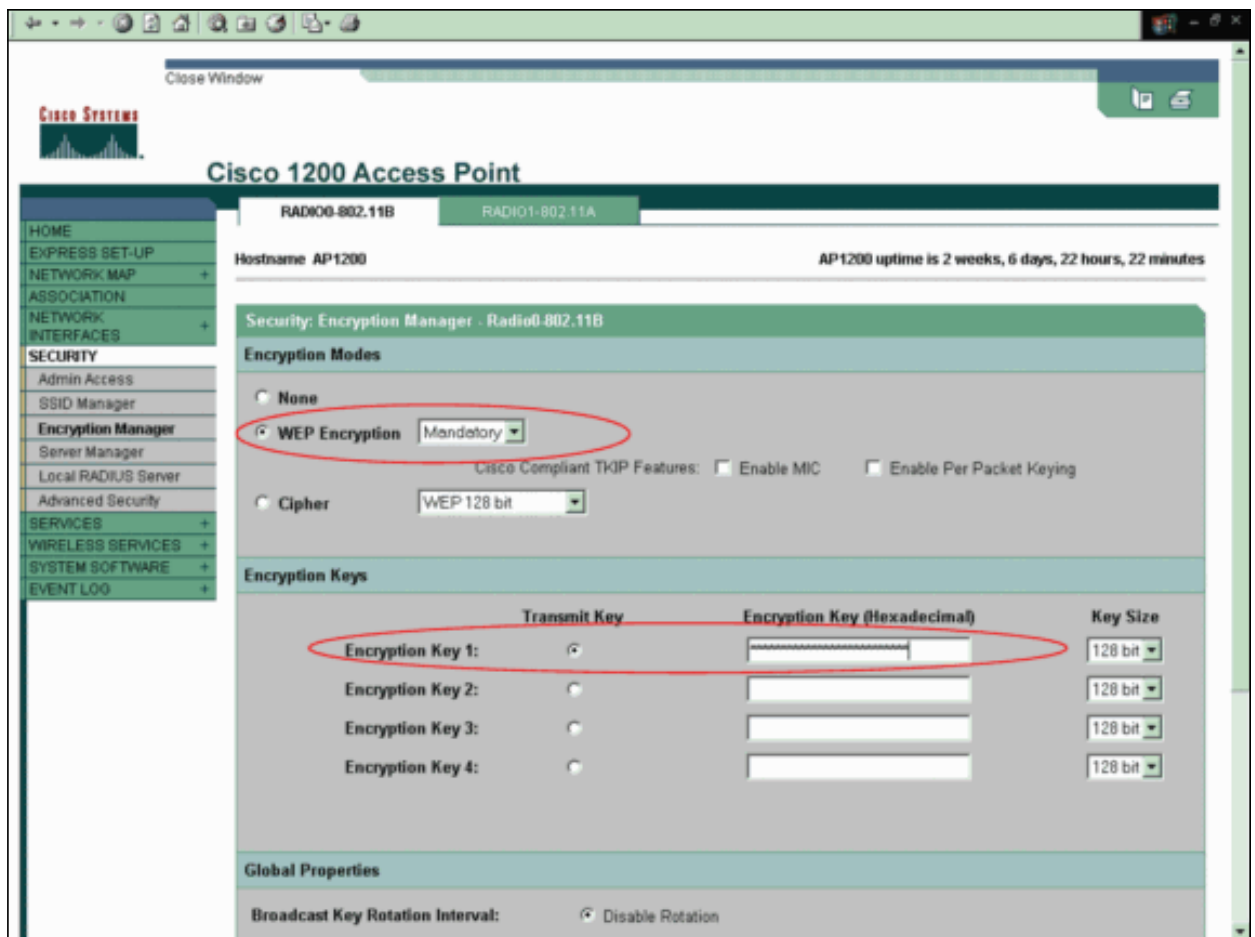 Close Window
CISCO SYSTEMS
Cisco 1200 Access Point
RADIO0-802.11B
RADIO1-802.11A
HOME
EXPRESS SET-UP
NETWORK MAP +
ASSOCIATION
NETWORK
INTERFACES +
SECURITY
Admin Access
SSID Manager
Encryption Manager
Server Manager
Local RADIUS Server
Advanced Security
SERVICES +
WIRELESS SERVICES +
SYSTEM SOFTWARE +
EVENT LOG +
Hostname AP1200
AP1200 uptime is 2 weeks, 6 days, 22 hours, 22 minutes
Security: Encryption Manager - Radio0-802.11B
Encryption Modes
None
WEP Encryption Mandatory
Cisco Compliant TKIP Features: Enable MIC Enable Per Packet Keying
Cipher WEP 128 bit
Encryption Keys
Transmit Key Encryption Key (Hexadecimal) Key Size
Encryption Key 1: 128 bit
Encryption Key 2: 128 bit
Encryption Key 3: 128 bit
Encryption Key 4: 128 bit
Global Properties
Broadcast Key Rotation Interval: Disable Rotation